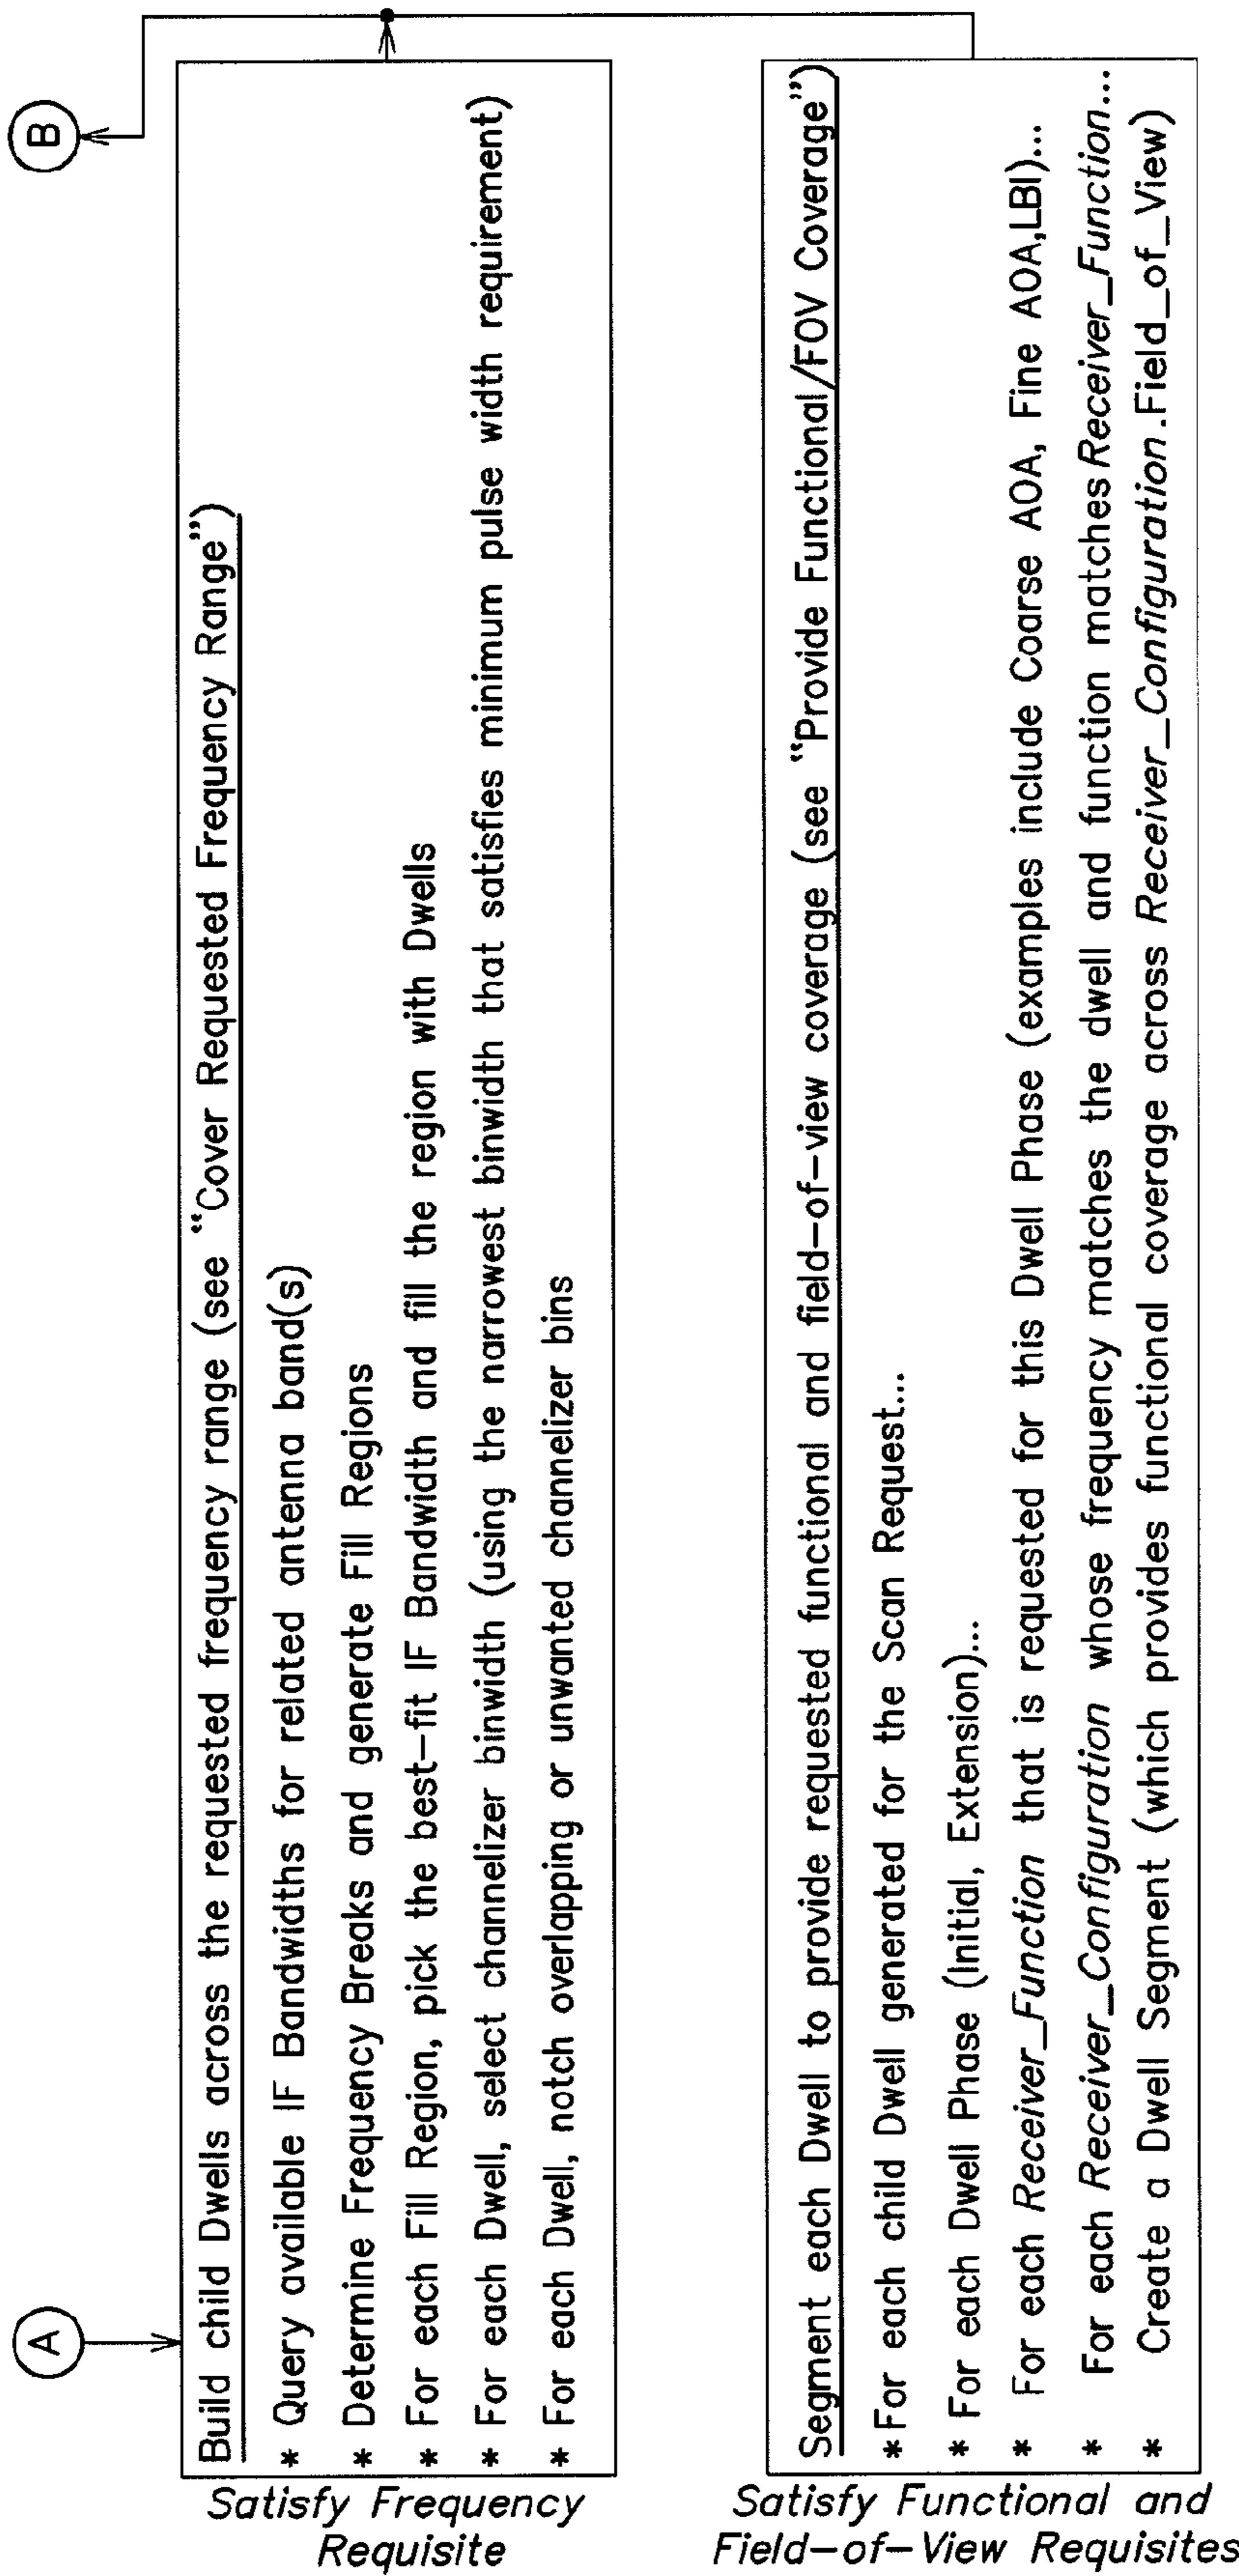 A
B
Build child Dwells across the requested frequency range (see "Cover Requested Frequency Range")
* Query available IF Bandwidths for related antenna band(s)
* Determine Frequency Breaks and generate Fill Regions
* For each Fill Region, pick the best-fit IF Bandwidth and fill the region with Dwells
* For each Dwell, select channelizer binwidth (using the narrowest binwidth that satisfies minimum pulse width requirement)
* For each Dwell, notch overlapping or unwanted channelizer bins
Satisfy Frequency
Requisite
Segment each Dwell to provide requested functional and field-of-view coverage (see "Provide Functional/FOV Coverage")
* For each child Dwell generated for the Scan Request...
* For each Dwell Phase (Initial, Extension)...
* For each Receiver_Function that is requested for this Dwell Phase (examples include Coarse AOA, Fine AOA,LBI)...
* For each Receiver_Configuration whose frequency matches the dwell and function matches Receiver_Function...
* Create a Dwell Segment (which provides functional coverage across Receiver_Configuration.Field_of_View)
Satisfy Functional and
Field-of-View Requisites